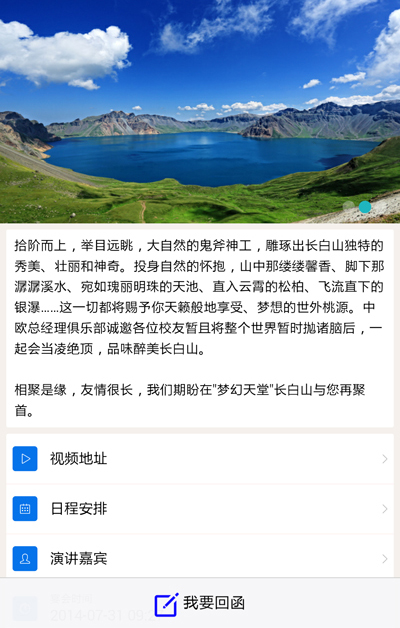 拾阶而上，举目远眺，大自然的鬼斧神工，雕琢出长白山独特的
秀美、壮丽和神奇。投身自然的怀抱，山中那缕缕馨香、脚下那
潺潺溪水、宛如瑰丽明珠的天池、直入云霄的松柏、飞流直下的
银瀑……这一切都将赐予你天籁般地享受、梦想的世外桃源。中
欧总经理俱乐部诚邀各位校友暂且将整个世界暂时抛诸脑后，一
起会当凌绝顶，品味醉美长白山。
相聚是缘，友情很长，我们期盼在"梦幻天堂"长白山与您再聚
首。
视频地址
日程安排
演讲嘉宾
我要回函